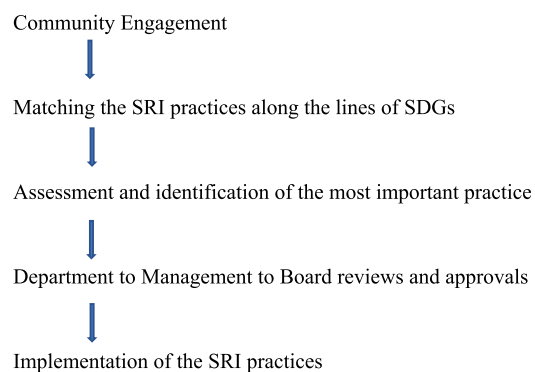 Community Engagement
Matching the SRI practices along the lines of SDGs
Assessment and identification of the most important practice
Department to Management to Board reviews and approvals
Implementation of the SRI practices